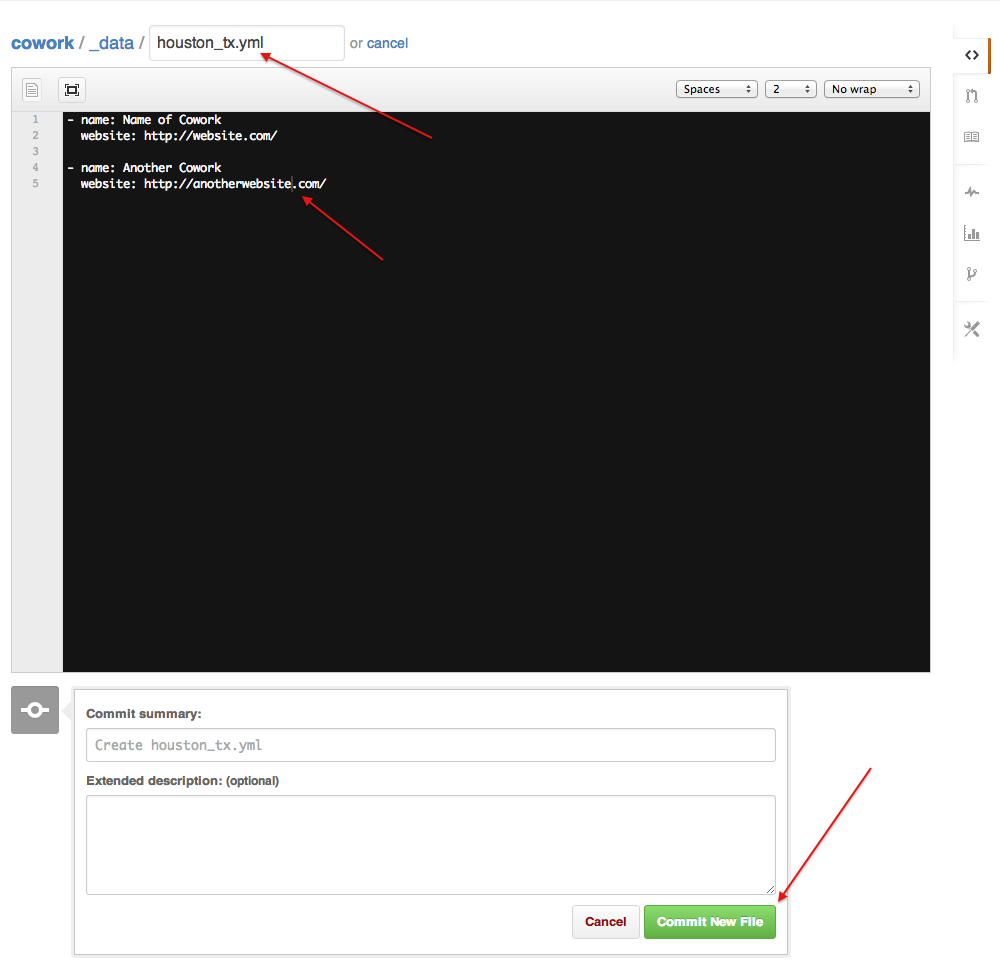 cowork / _data / houston_tx.yml or cancel
Spaces 2 No wrap
1 - name: Name of Cowork
2 website: http://website.com/
3
4 - name: Another Cowork
5 website: http://anotherwebsite.com/
Commit summary:
Create houston_tx.yml
Extended description: (optional)
Cancel Commit New File